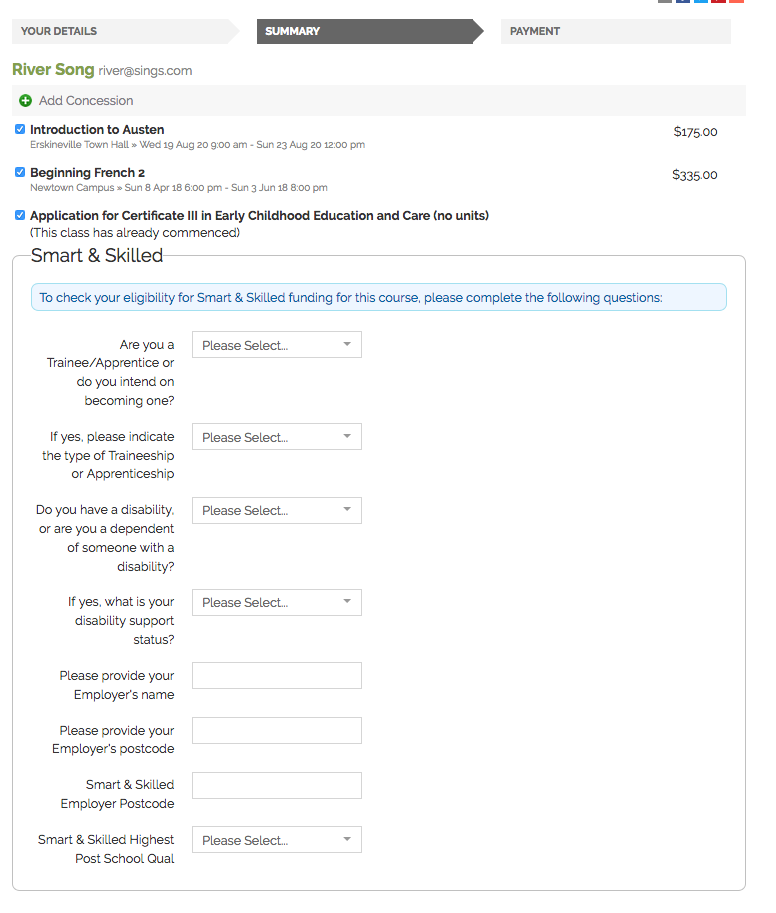 YOUR DETAILS
SUMMARY
PAYMENT
River Song river@sings.com
Add Concession
Introduction to Austen $175.00
Erskineville Town Hall » Wed 19 Aug 20 9:00 am - Sun 23 Aug 20 12:00 pm
Beginning French 2 $335.00
Newtown Campus » Sun 8 Apr 18 6:00 pm - Sun 3 Jun 18 8:00 pm
Application for Certificate III in Early Childhood Education and Care (no units)
(This class has already commenced)
Smart & Skilled
To check your eligibility for Smart & Skilled funding for this course, please complete the following questions:
Are you a Please Select...
Trainee/Apprentice or
do you intend on
becoming one?
If yes, please indicate Please Select...
the type of Traineeship
or Apprenticeship
Do you have a disability, Please Select...
or are you a dependent
of someone with a
disability?
If yes, what is your Please Select...
disability support
status?
Please provide your
Employer's name
Please provide your
Employer's postcode
Smart & Skilled
Employer Postcode
Smart & Skilled Highest Please Select...
Post School Qual